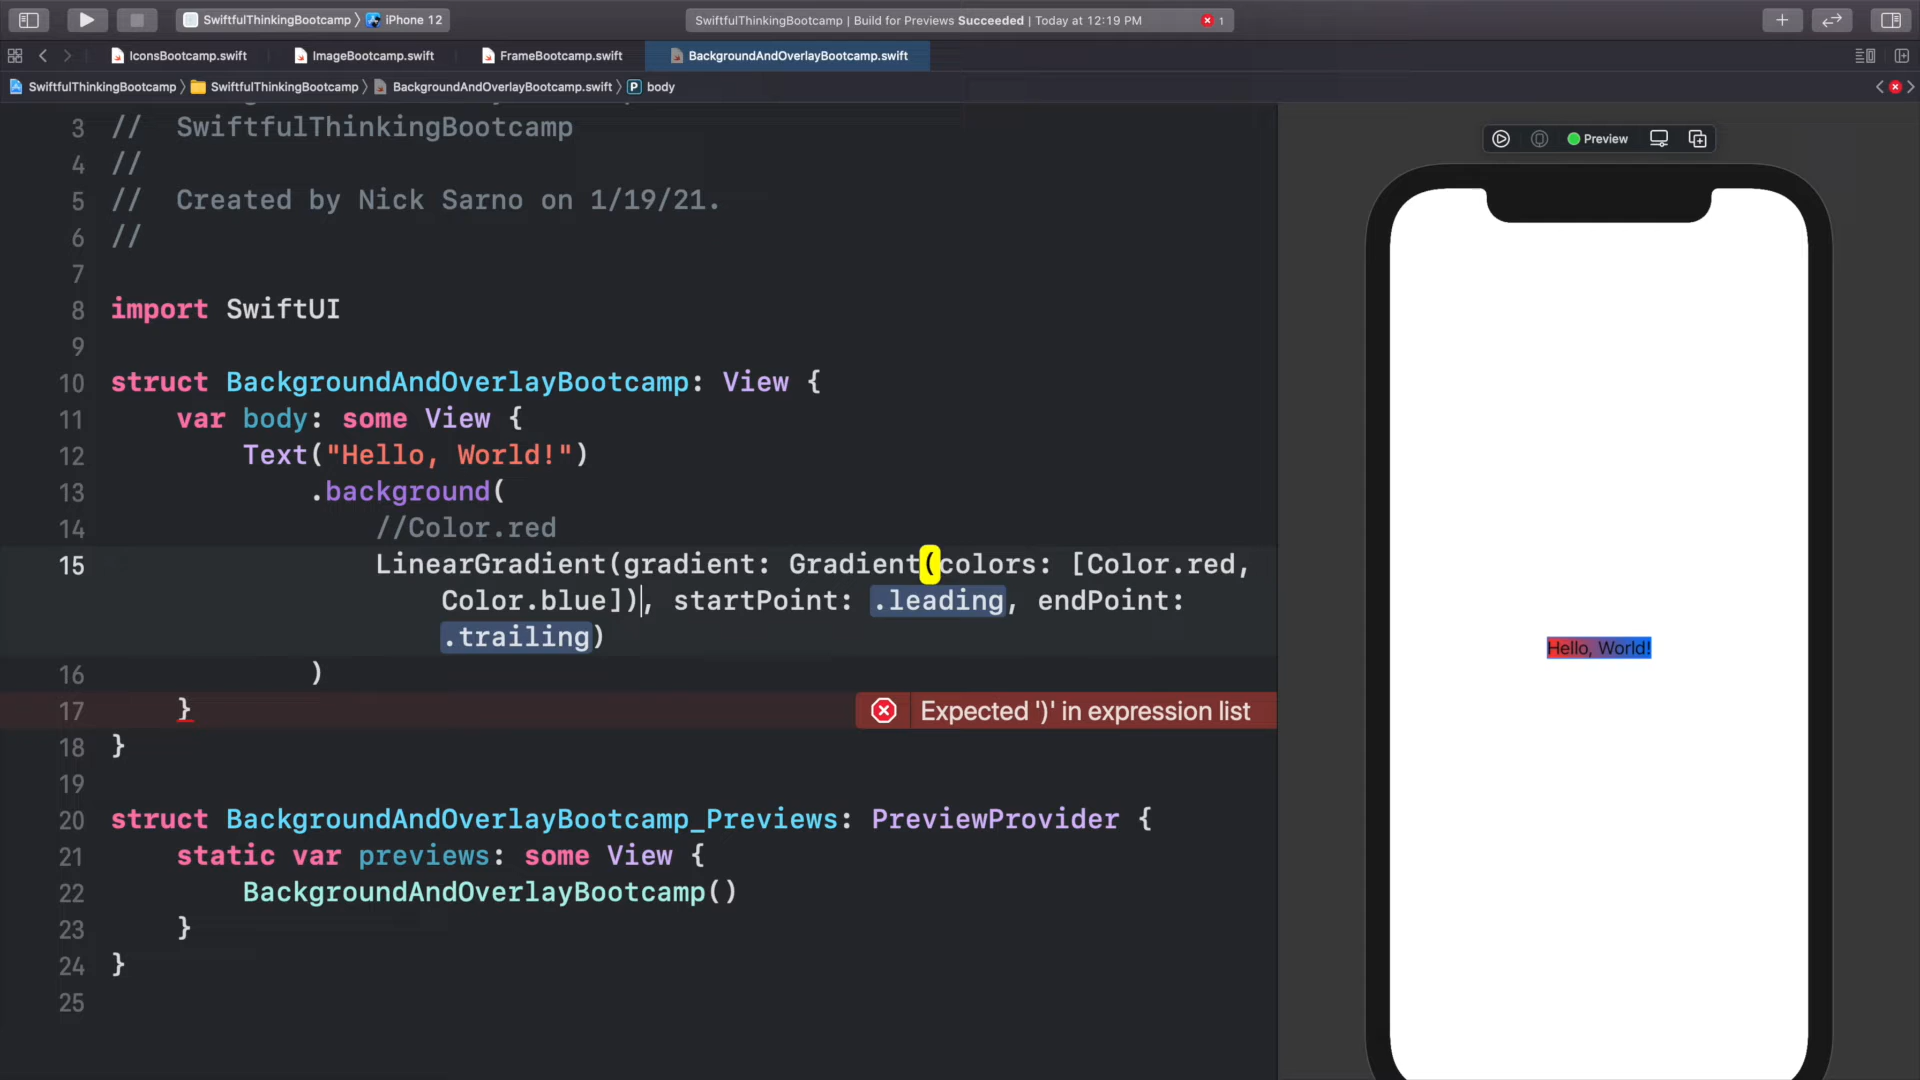 SwiftfulThinkingBootcamp 〉 iPhone 12
SwiftfulThinkingBootcamp | Build for Previews Succeeded | Today at 12:19 PM
1
IconsBootcamp.swift
ImageBootcamp.swift
FrameBootcamp.swift
BackgroundAndOverlayBootcamp.swift
SwiftfulThinkingBootcamp 〉 SwiftfulThinkingBootcamp 〉 BackgroundAndOverlayBootcamp.swift 〉 P body
3 //  SwiftfulThinkingBootcamp
4 //
5 //  Created by Nick Sarno on 1/19/21.
6 //
7
8 import SwiftUI
9
10 struct BackgroundAndOverlayBootcamp: View {
11     var body: some View {
12         Text("Hello, World!")
13             .background(
14                 //Color.red
15                 LinearGradient(gradient: Gradient(colors: [Color.red,
Color.blue]), startPoint: .leading, endPoint:
.trailing)
16             )
17     }
Expected ')' in expression list
18 }
19
20 struct BackgroundAndOverlayBootcamp_Previews: PreviewProvider {
21     static var previews: some View {
22         BackgroundAndOverlayBootcamp()
23     }
24 }
25
Preview
Hello, World!